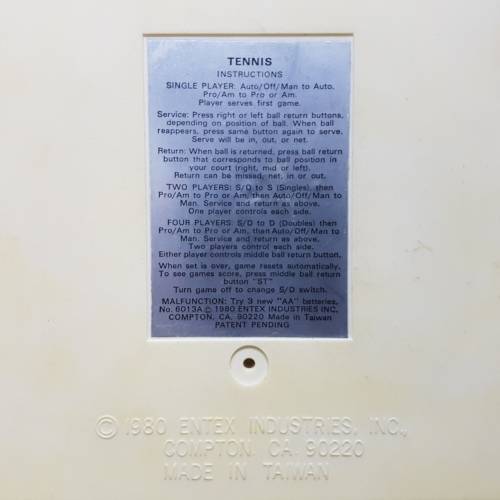 TENNIS
INSTRUCTIONS
SINGLE PLAYER: Auto/Off/Man to Auto.
Pro/Am to Pro or Am.
Player serves first game.
Service: Press right or left ball return buttons,
depending on position of ball. When ball
reappears, press same button again to serve.
Serve will be in, out, or net.
Return: When ball is returned, press ball return
button that corresponds to ball position in
your court (right, mid or left).
Return can be missed, net, in or out.
TWO PLAYERS: S/D to S (Singles), then
Pro/Am to Pro or Am, then Auto/Off/Man to
Man. Service and return as above.
One player controls each side.
FOUR PLAYERS: S/D to D (Doubles) then
Pro/Am to Pro or Am, then Auto/Off/Man to
Man. Service and return as above.
Two players control each side.
Either player controls middle ball return button.
When set is over, game resets automatically.
To see games score, press middle ball return
button "ST"
Turn game off to change S/D switch.
MALFUNCTION: Try 3 new "AA" batteries.
No. 6013A © 1980 ENTEX INDUSTRIES INC.
COMPTON, CA. 90220 Made in Taiwan
PATENT PENDING
© 1980 ENTEX INDUSTRIES, INC.,
COMPTON, CA. 90220
MADE IN TAIWAN